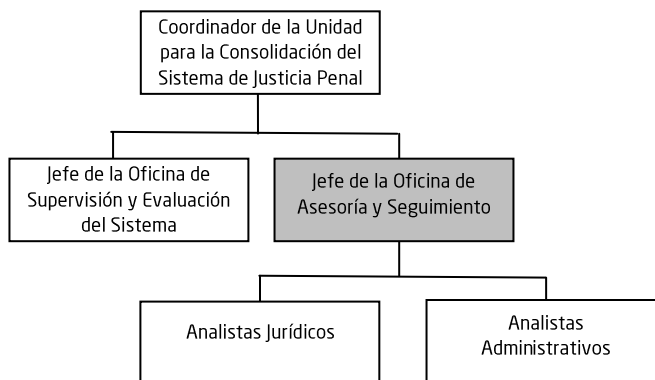 Coordinador de la Unidad
para la Consolidación del
Sistema de Justicia Penal
Jefe de la Oficina de
Supervisión y Evaluación
del Sistema
Jefe de la Oficina de
Asesoría y Seguimiento
Analistas Jurídicos
Analistas
Administrativos